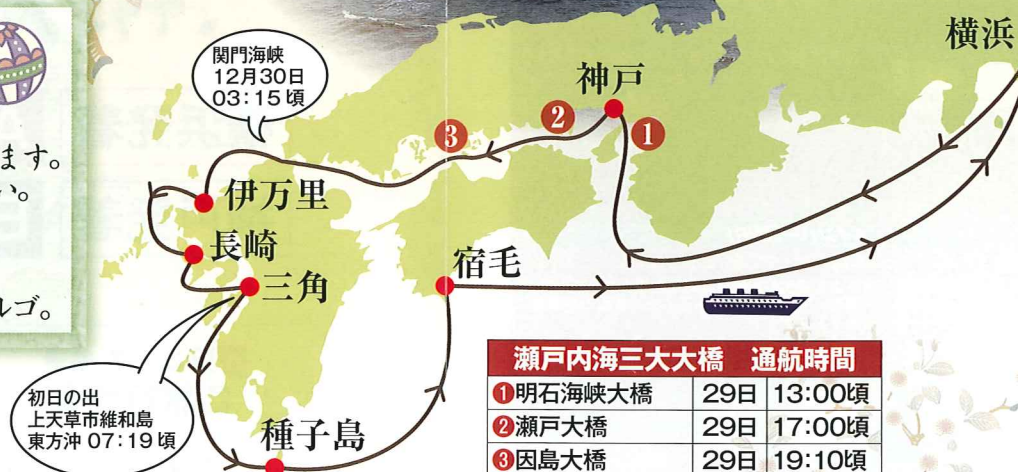 横浜
関門海峡
12月30日
03:15頃
神戸
❶
❷
❸
ます。
い。
伊万里
長崎
三角
宿毛
ルゴ。
初日の出
上天草市維和島
東方沖 07:19頃
種子島
瀬戸内海三大大橋 通航時間
❶明石海峡大橋 29日 13:00頃
❷瀬戸大橋 29日 17:00頃
❸因島大橋 29日 19:10頃